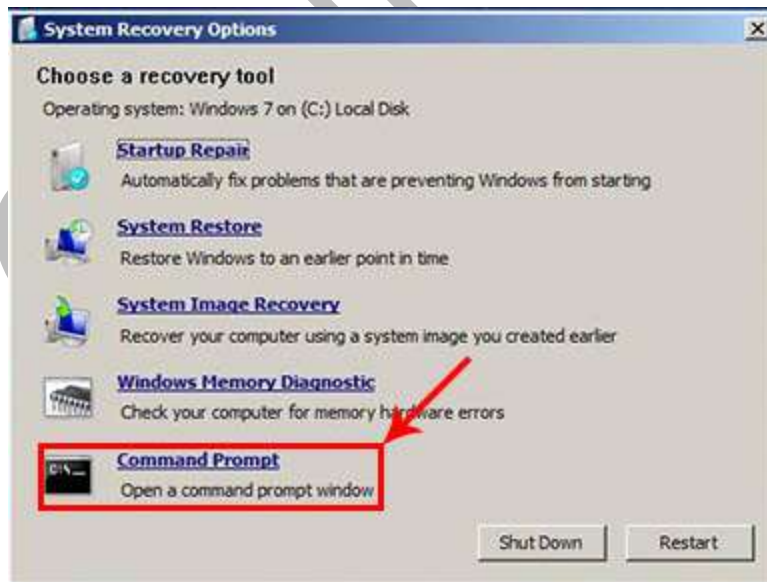 System Recovery Options
Choose a recovery tool
Operating system: Windows 7 on (C:) Local Disk
Startup Repair
Automatically fix problems that are preventing Windows from starting
System Restore
Restore Windows to an earlier point in time
System Image Recovery
Recover your computer using a system image you created earlier
Windows Memory Diagnostic
Check your computer for memory hardware errors
Command Prompt
Open a command prompt window
Shut Down Restart